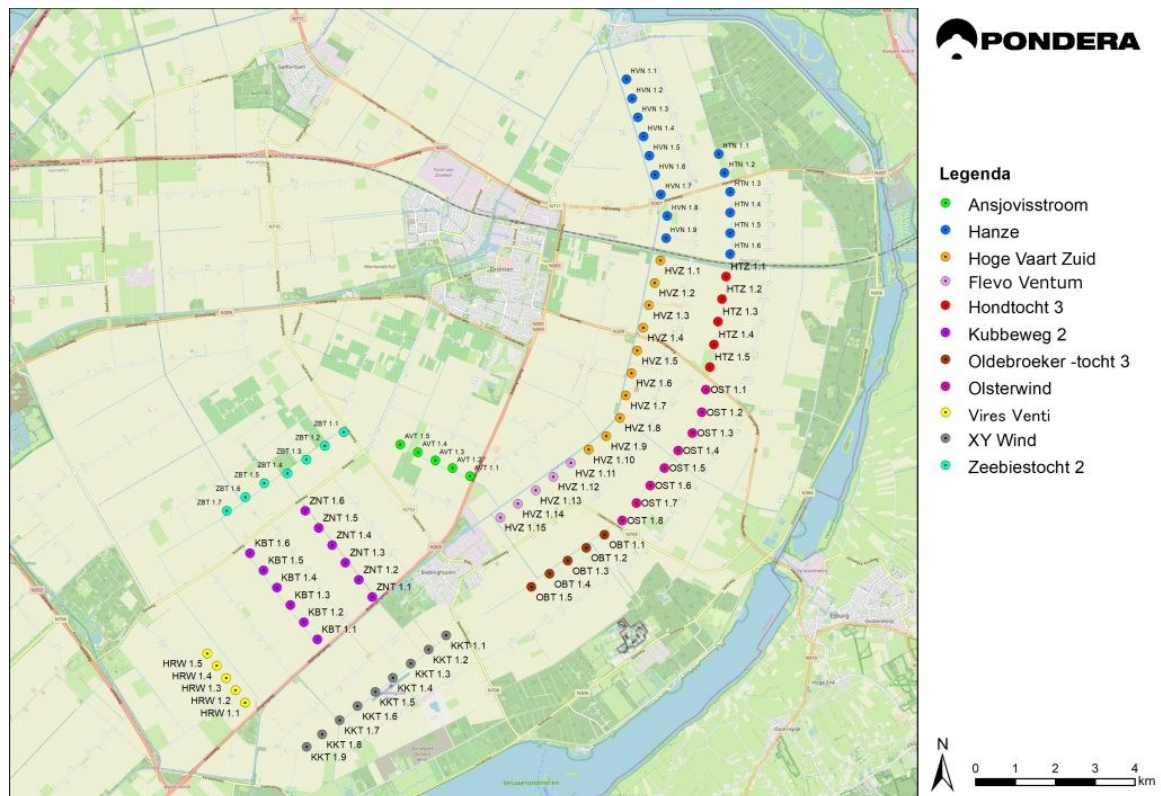 PONDERA
Legenda
Ansjovisstroom
Hanze
Hoge Vaart Zuid
Flevo Ventum
Hondtocht 3
Kubbeweg 2
Oldebroeker -tocht 3
Olsterwind
Vires Venti
XY Wind
Zeebiestocht 2
N
0 1 2 3 4
km
HVN 1.1
HVN 1.2
HVN 1.3
HVN 1.4
HVN 1.5
HVN 1.6
HVN 1.7
HVN 1.8
HVN 1.9
HTN 1.1
HTN 1.2
HTN 1.3
HTN 1.4
HTN 1.5
HTN 1.6
HVZ 1.1
HVZ 1.2
HVZ 1.3
HVZ 1.4
HVZ 1.5
HVZ 1.6
HVZ 1.7
HVZ 1.8
HVZ 1.9
HVZ 1.10
HVZ 1.11
HVZ 1.12
HVZ 1.13
HVZ 1.14
HVZ 1.15
HTZ 1.1
HTZ 1.2
HTZ 1.3
HTZ 1.4
HTZ 1.5
OST 1.1
OST 1.2
OST 1.3
OST 1.4
OST 1.5
OST 1.6
OST 1.7
OST 1.8
OBT 1.1
OBT 1.2
OBT 1.3
OBT 1.4
OBT 1.5
AVT 1.5
AVT 1.4
AVT 1.3
AVT 1.2
AVT 1.1
ZBT 1.1
ZBT 1.2
ZBT 1.3
ZBT 1.4
ZBT 1.5
ZBT 1.6
ZBT 1.7
ZNT 1.6
ZNT 1.5
ZNT 1.4
ZNT 1.3
ZNT 1.2
ZNT 1.1
KBT 1.6
KBT 1.5
KBT 1.4
KBT 1.3
KBT 1.2
KBT 1.1
HRW 1.5
HRW 1.4
HRW 1.3
HRW 1.2
HRW 1.1
KKT 1.1
KKT 1.2
KKT 1.3
KKT 1.4
KKT 1.5
KKT 1.6
KKT 1.7
KKT 1.8
KKT 1.9
Swifterbant
Dronten
Biddinghuizen
Elburg
Oostendorp
Veluwerandmeer
N307
N307
N710
N309
N305
N306
N306
N708